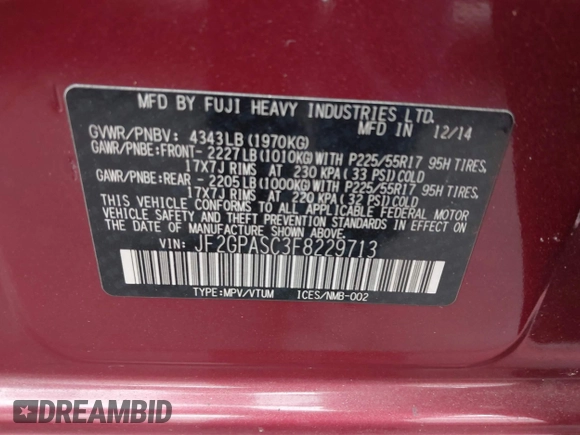 MFD BY FUJI HEAVY INDUSTRIES LTD.
MFD IN 12/14
GVWR/PNBV: 4343LB(1970KG)
GAWR/PNBE:FRONT-2227LB(1010KG)WITH P225/55R17 95H TIRES,
17X7J RIMS AT 230 KPA(33 PSI)COLD
GAWR/PNBE:REAR -2205LB(1000KG)WITH P225/55R17 95H TIRES,
17X7J RIMS AT 220 KPA(32 PSI)COLD
THIS VEHICLE CONFORMS TO ALL APPLICABLE FEDERAL MOTOR
VEHICLE SAFETY AND THEFT PREVENTION STANDARDS IN EFFECT
ON THE DATE OF MANUFACTURE SHOWN ABOVE.
VIN: JF2GPASC3F8229713
TYPE:MPV/VTUM ICES/NMB-002
DREAMBID